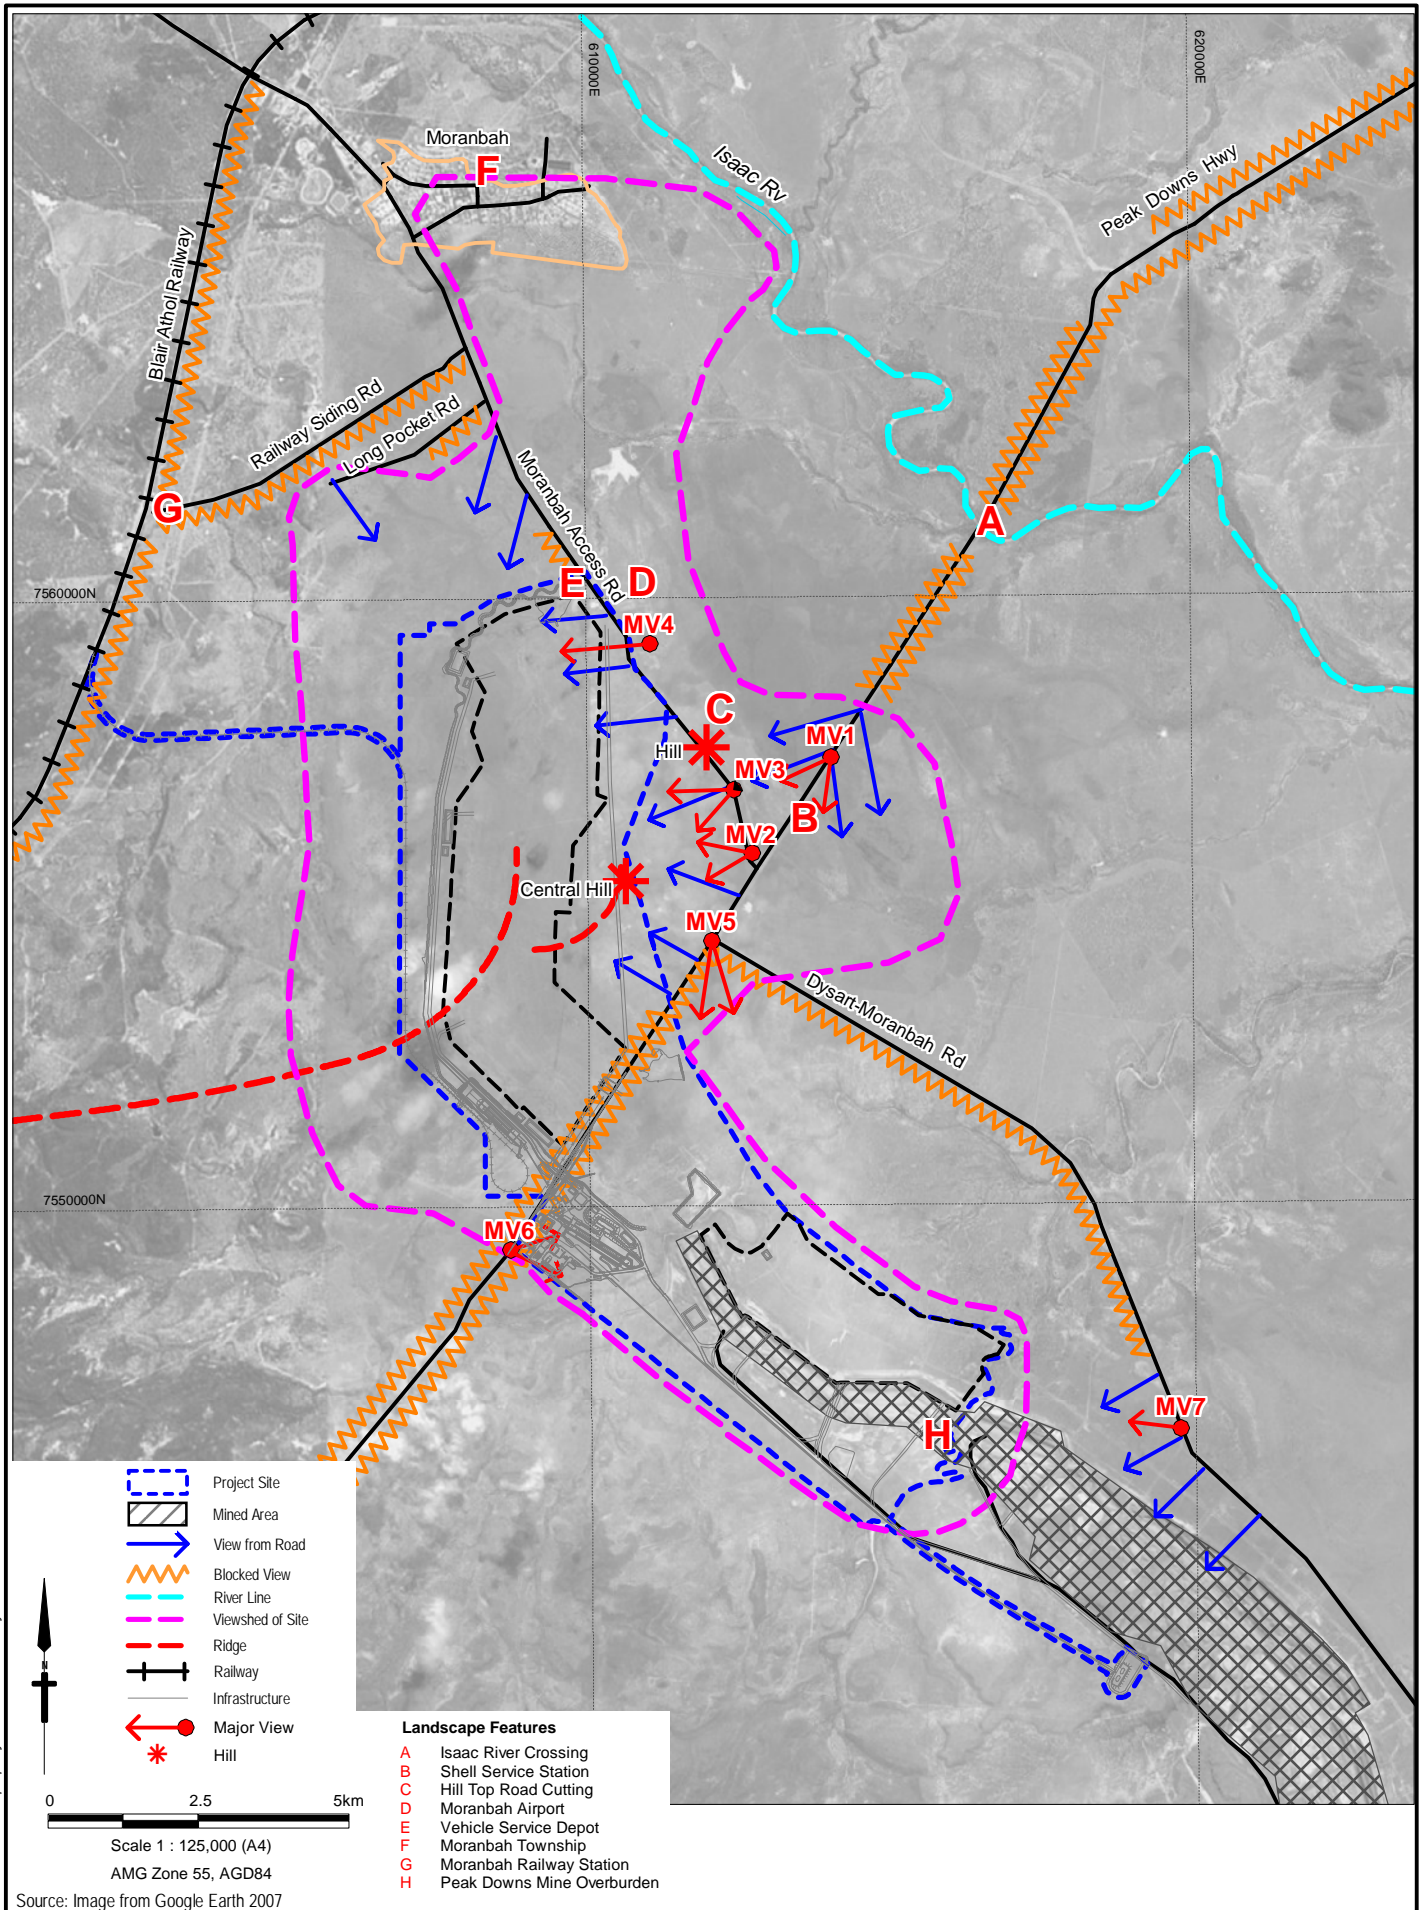 610000E
620000E
Moranbah
F
Isaac Rv
Peak Downs Hwy
Blair Athol Railway
Railway Siding Rd
Long Pocket Rd
G
Moranbah Access Rd
A
7560000N
E
D
MV4
C
Hill
MV1
MV3
B
MV2
Central Hill
MV5
Dysart-Moranbah Rd
7550000N
MV6
MV7
H
Project Site
Mined Area
View from Road
Blocked View
River Line
Viewshed of Site
Ridge
Railway
Infrastructure
Major View
Hill
N
0 2.5 5km
Scale 1 : 125,000 (A4)
AMG Zone 55, AGD84
Source: Image from Google Earth 2007
Landscape Features
A Isaac River Crossing
B Shell Service Station
C Hill Top Road Cutting
D Moranbah Airport
E Vehicle Service Depot
F Moranbah Township
G Moranbah Railway Station
H Peak Downs Mine Overburden